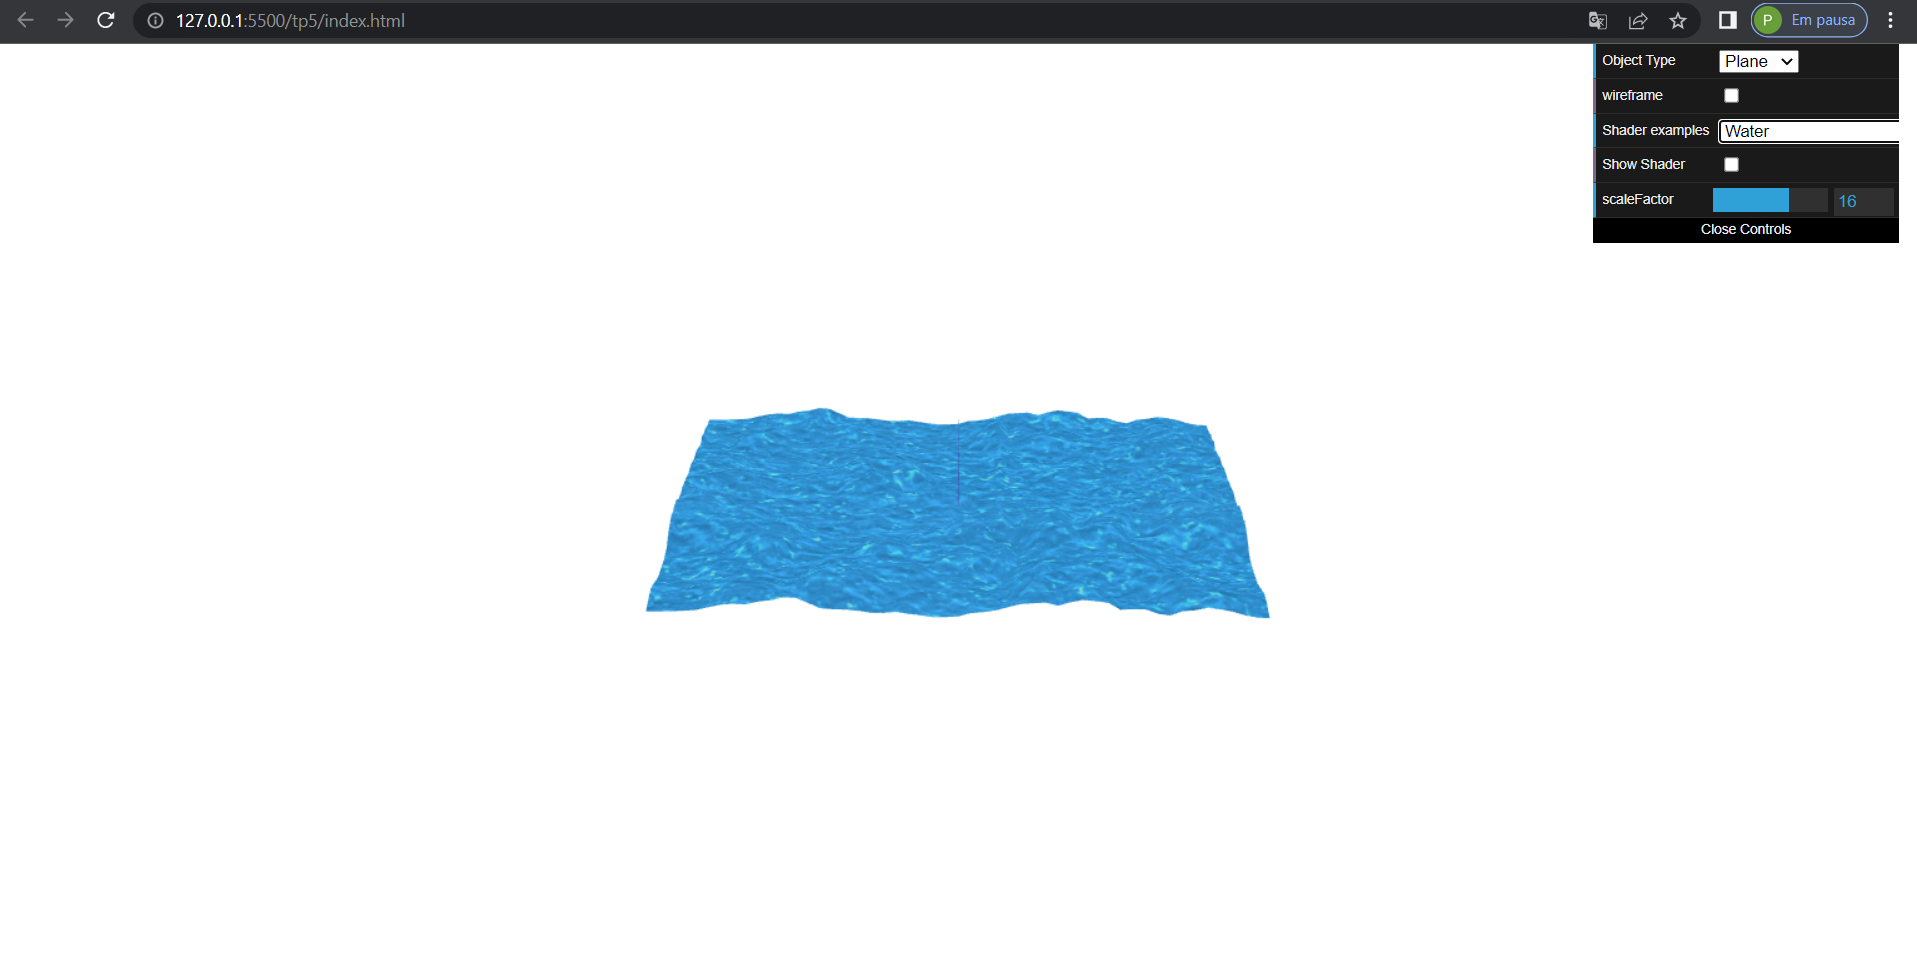 127.0.0.1:5500/tp5/index.html
P Em pausa
Object Type Plane
wireframe
Shader examples Water
Show Shader
scaleFactor 16
Close Controls